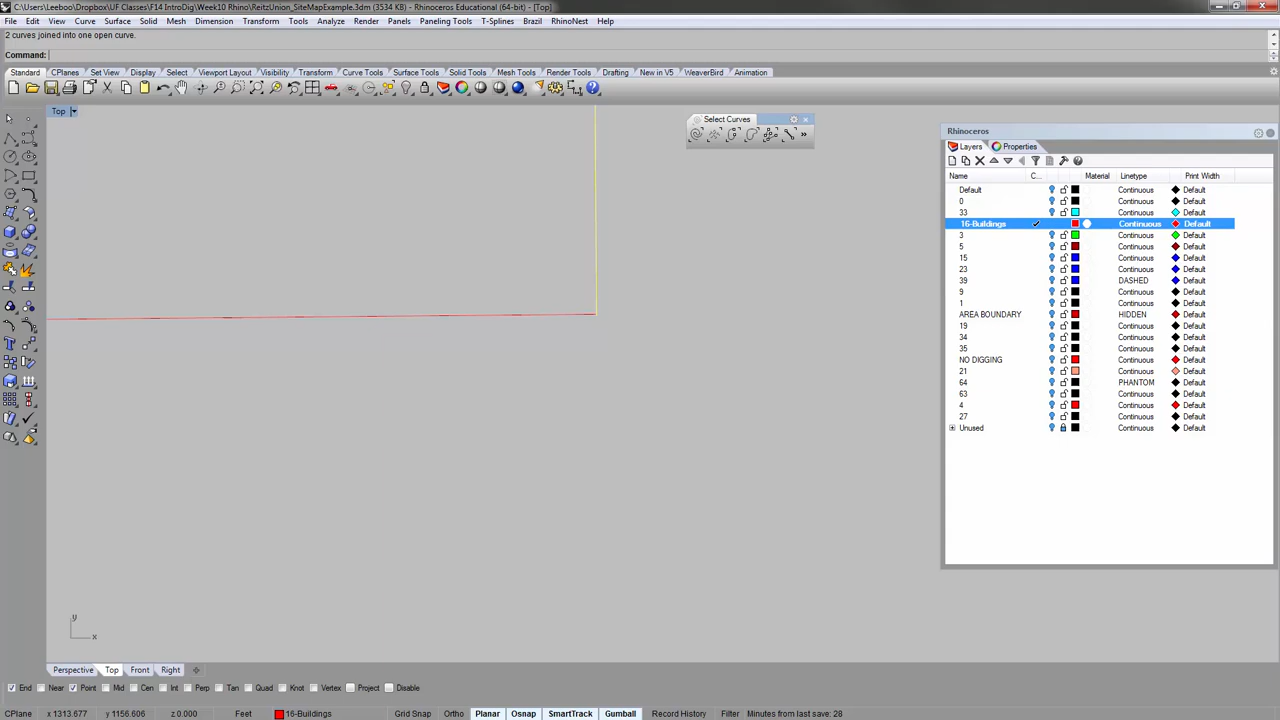 C:\Users\Leeboo\Dropbox\UF Classes\F14 IntroDig\Week10 Rhino\ReitzUnion_SiteMapExample.3dm (3534 KB) - Rhinoceros Educational (64-bit) - [Top]
File Edit View Curve Surface Solid Mesh Dimension Transform Tools Analyze Render Panels Paneling Tools T-Splines Brazil RhinoNest Help
2 curves joined into one open curve.
Command:
Standard CPlanes Set View Display Select Viewport Layout Visibility Transform Curve Tools Surface Tools Solid Tools Mesh Tools Render Tools Drafting New in V5 WeaverBird Animation
Top
Select Curves
Rhinoceros
Layers Properties
Name C... Material Linetype Print Width
Default Continuous Default
0 Continuous Default
33 Continuous Default
16-Buildings Continuous Default
3 Continuous Default
5 Continuous Default
15 Continuous Default
23 Continuous Default
39 DASHED Default
9 Continuous Default
1 Continuous Default
AREA BOUNDARY HIDDEN Default
19 Continuous Default
34 Continuous Default
35 Continuous Default
NO DIGGING Continuous Default
21 Continuous Default
64 PHANTOM Default
63 Continuous Default
4 Continuous Default
27 Continuous Default
Unused Continuous Default
y
x
Perspective Top Front Right
End Near Point Mid Cen Int Perp Tan Quad Knot Vertex Project Disable
CPlane x 1313.677 y 1156.606 z 0.000 Feet 16-Buildings Grid Snap Ortho Planar Osnap SmartTrack Gumball Record History Filter Minutes from last save: 28